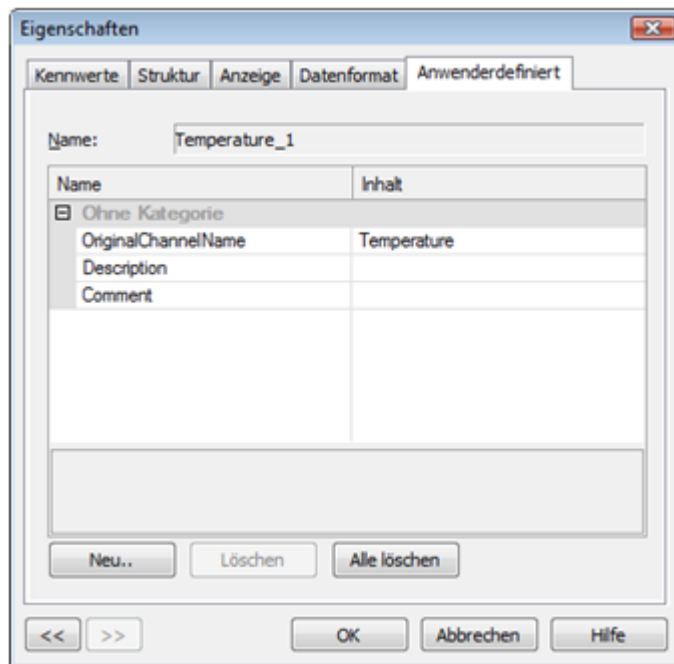 Eigenschaften
Kennwerte Struktur Anzeige Datenformat Anwenderdefiniert
Name: Temperature_1
Name Inhalt
Ohne Kategorie
OriginalChannelName Temperature
Description
Comment
Neu.. Löschen Alle löschen
<< >> OK Abbrechen Hilfe